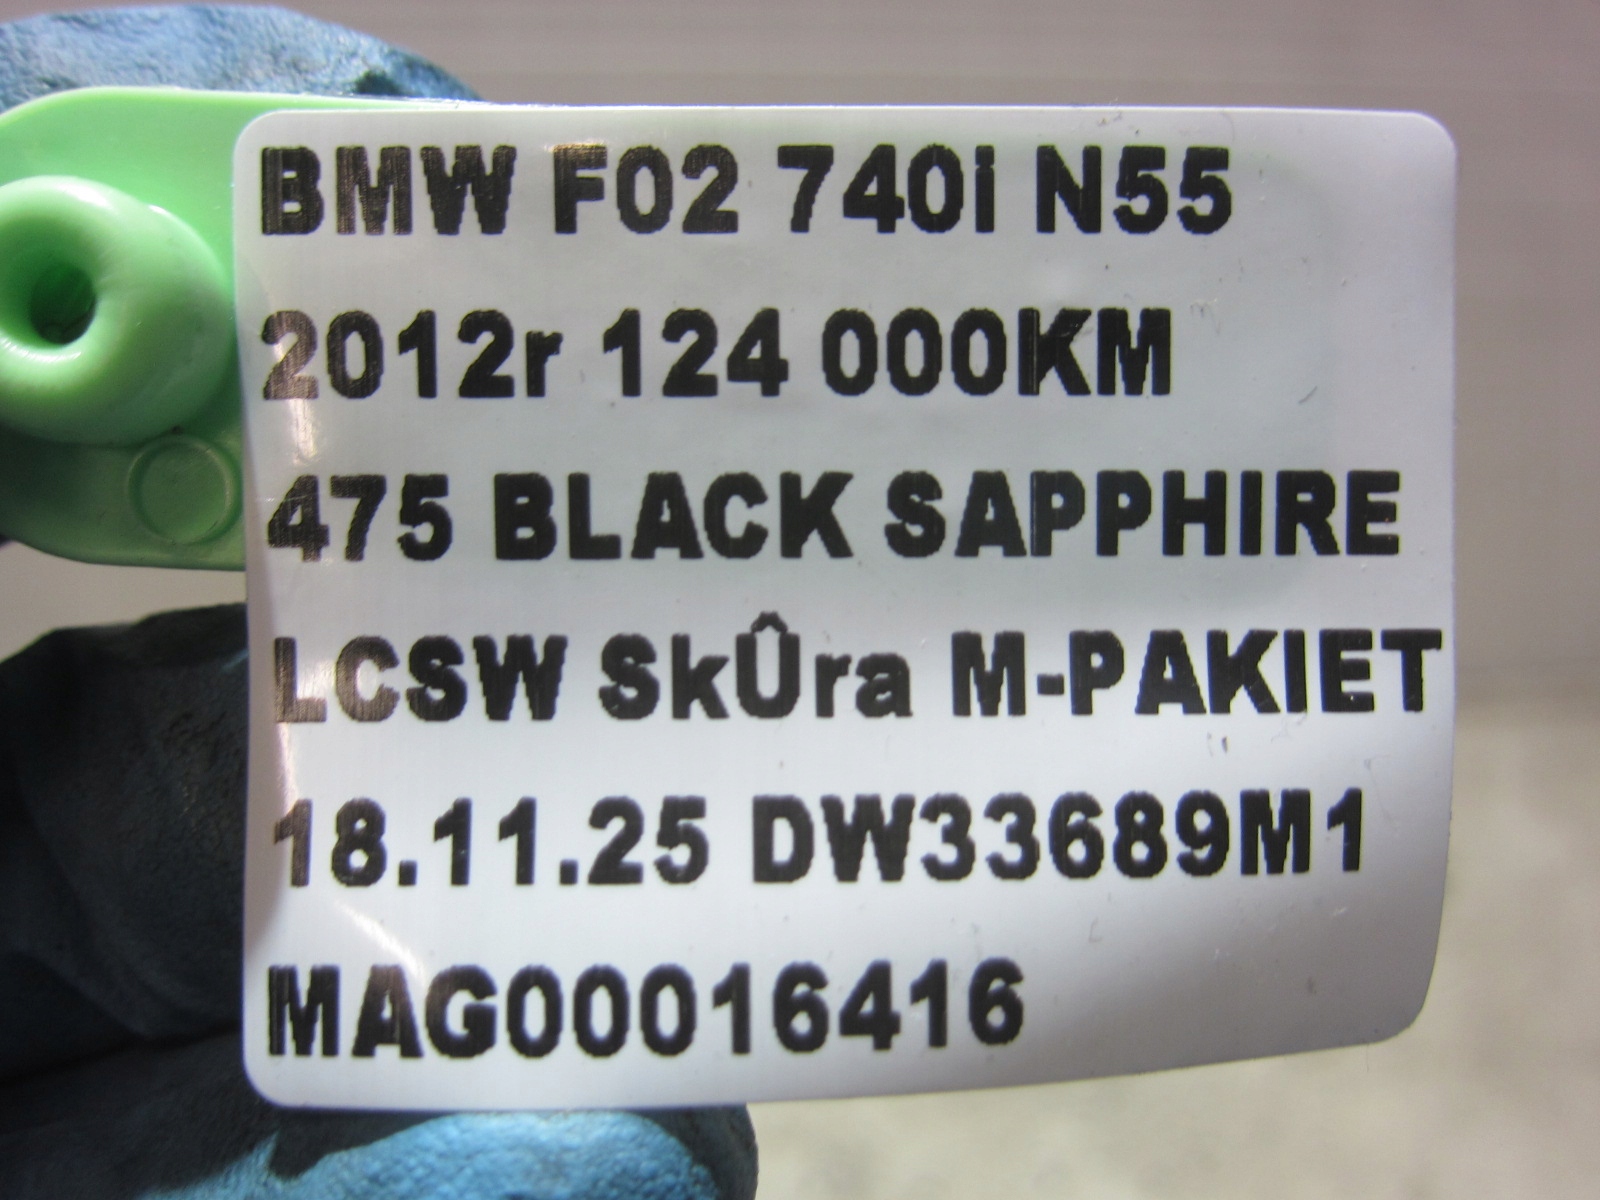 BMW F02 740i N55
2012r 124 000KM
475 BLACK SAPPHIRE
LCSW SkÛra M-PAKIET
18.11.25 DW33689M1
MAG00016416